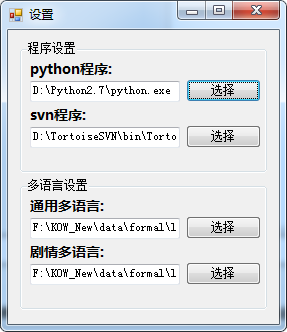 设置
程序设置
python程序:
D:\Python2.7\python.exe
选择
svn程序:
D:\TortoiseSVN\bin\Torto
选择
多语言设置
通用多语言:
F:\KOW_New\data\formal\l
选择
剧情多语言:
F:\KOW_New\data\formal\l
选择